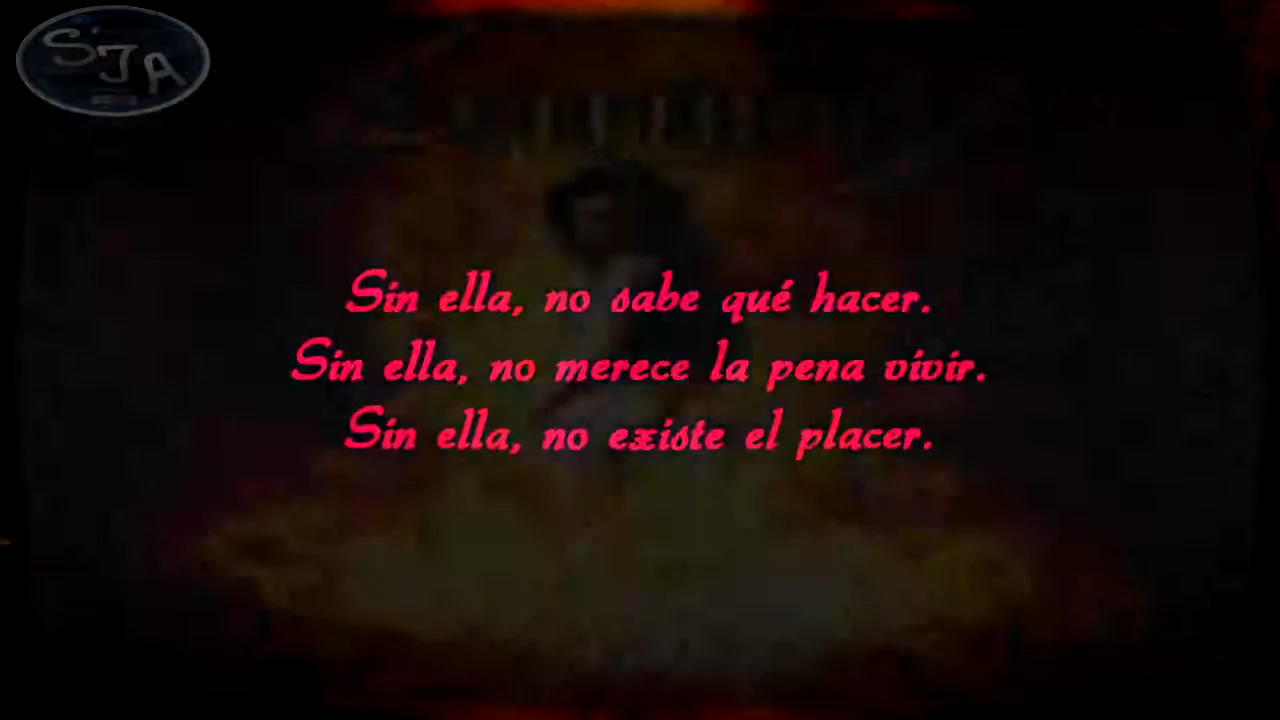 SJA
Sin ella, no sabe qué hacer.
Sin ella, no merece la pena vivir.
Sin ella, no existe el placer.